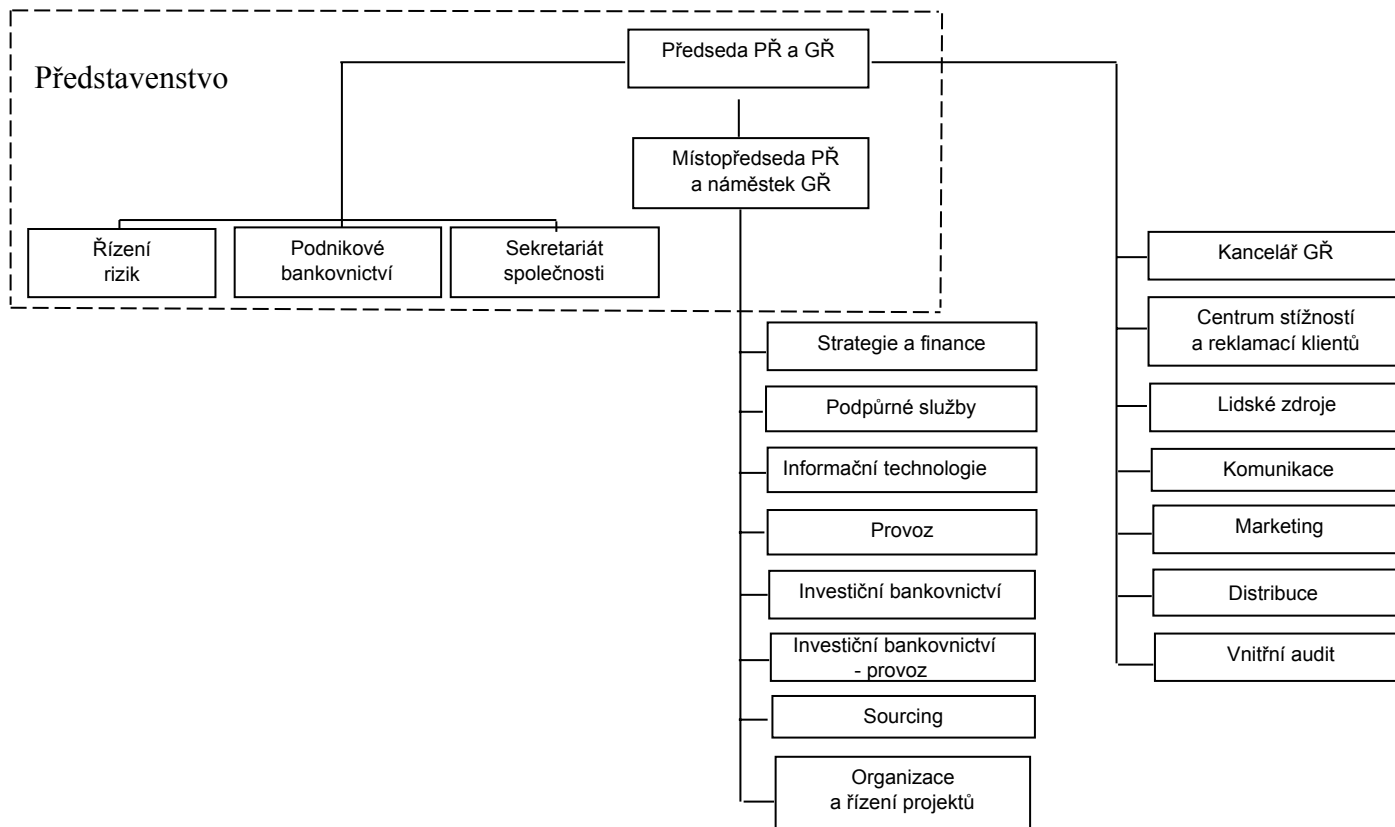 Předseda PŘ a GŘ
Představenstvo
Místopředseda PŘ
a náměstek GŘ
Řízení
rizik
Podnikové
bankovnictví
Sekretariát
společnosti
Strategie a finance
Podpůrné služby
Informační technologie
Provoz
Investiční bankovnictví
Investiční bankovnictví
- provoz
Sourcing
Organizace
a řízení projektů
Kancelář GŘ
Centrum stížností
a reklamací klientů
Lidské zdroje
Komunikace
Marketing
Distribuce
Vnitřní audit